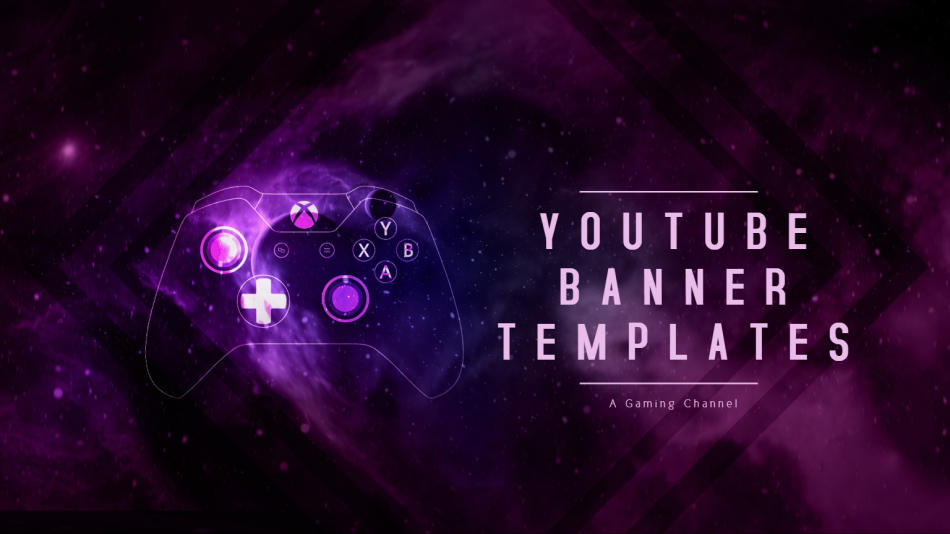 Y
X B
A
YOUTUBE
BANNER
TEMPLATES
A Gaming Channel